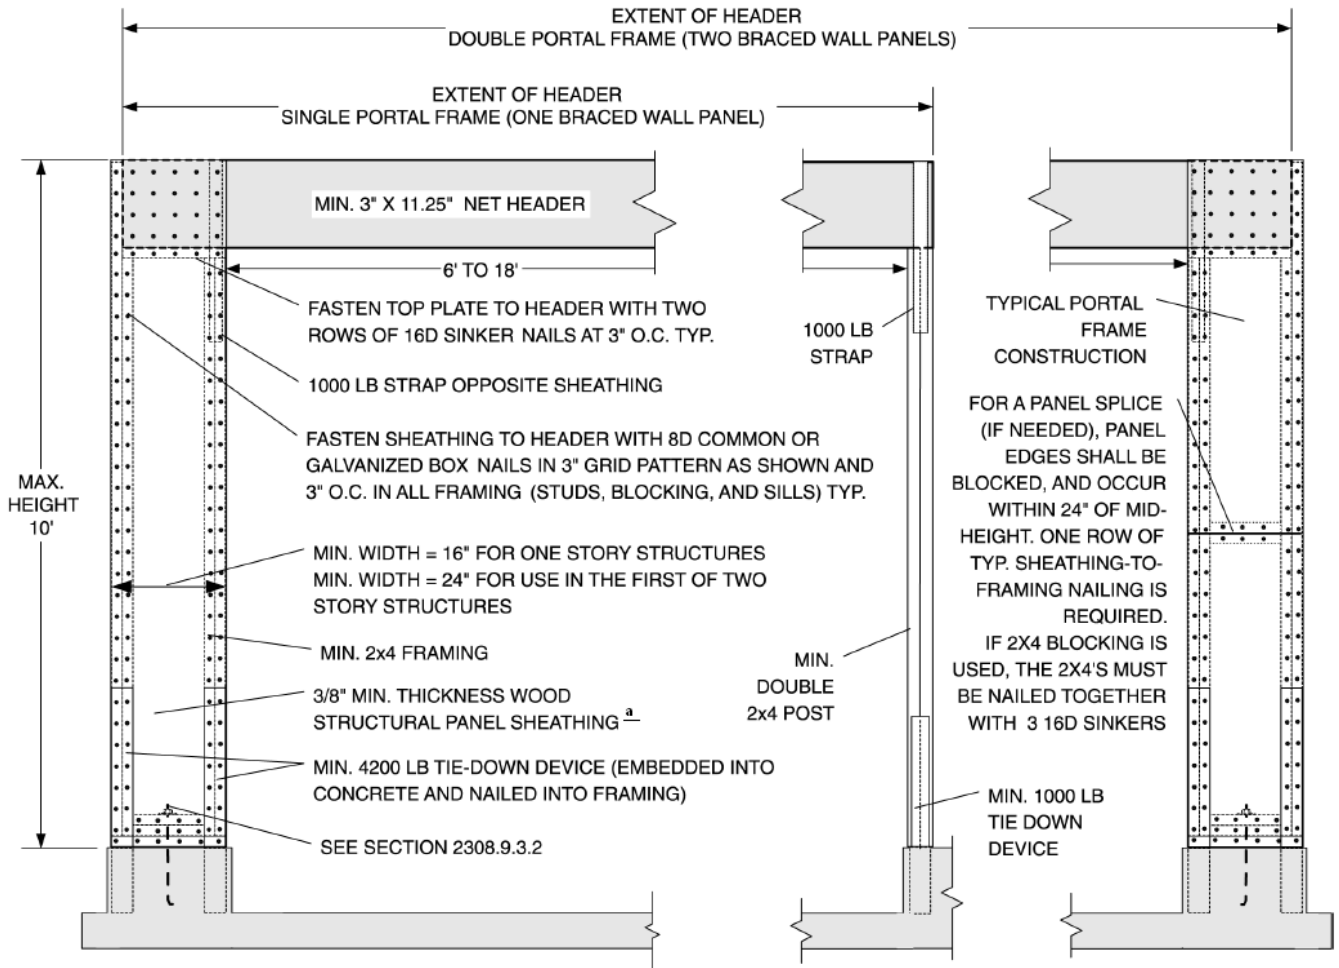 EXTENT OF HEADER
DOUBLE PORTAL FRAME (TWO BRACED WALL PANELS)
EXTENT OF HEADER
SINGLE PORTAL FRAME (ONE BRACED WALL PANEL)
MIN. 3" X 11.25" NET HEADER
6' TO 18'
FASTEN TOP PLATE TO HEADER WITH TWO
ROWS OF 16D SINKER NAILS AT 3" O.C. TYP.
1000 LB STRAP OPPOSITE SHEATHING
FASTEN SHEATHING TO HEADER WITH 8D COMMON OR
GALVANIZED BOX NAILS IN 3" GRID PATTERN AS SHOWN AND
3" O.C. IN ALL FRAMING (STUDS, BLOCKING, AND SILLS) TYP.
MAX.
HEIGHT
10'
MIN. WIDTH = 16" FOR ONE STORY STRUCTURES
MIN. WIDTH = 24" FOR USE IN THE FIRST OF TWO
STORY STRUCTURES
MIN. 2x4 FRAMING
3/8" MIN. THICKNESS WOOD
STRUCTURAL PANEL SHEATHING a
MIN. 4200 LB TIE-DOWN DEVICE (EMBEDDED INTO
CONCRETE AND NAILED INTO FRAMING)
SEE SECTION 2308.9.3.2
1000 LB
STRAP
MIN.
DOUBLE
2x4 POST
TYPICAL PORTAL
FRAME
CONSTRUCTION
FOR A PANEL SPLICE
(IF NEEDED), PANEL
EDGES SHALL BE
BLOCKED, AND OCCUR
WITHIN 24" OF MID-
HEIGHT. ONE ROW OF
TYP. SHEATHING-TO-
FRAMING NAILING IS
REQUIRED.
IF 2X4 BLOCKING IS
USED, THE 2X4'S MUST
BE NAILED TOGETHER
WITH 3 16D SINKERS
MIN. 1000 LB
TIE DOWN
DEVICE